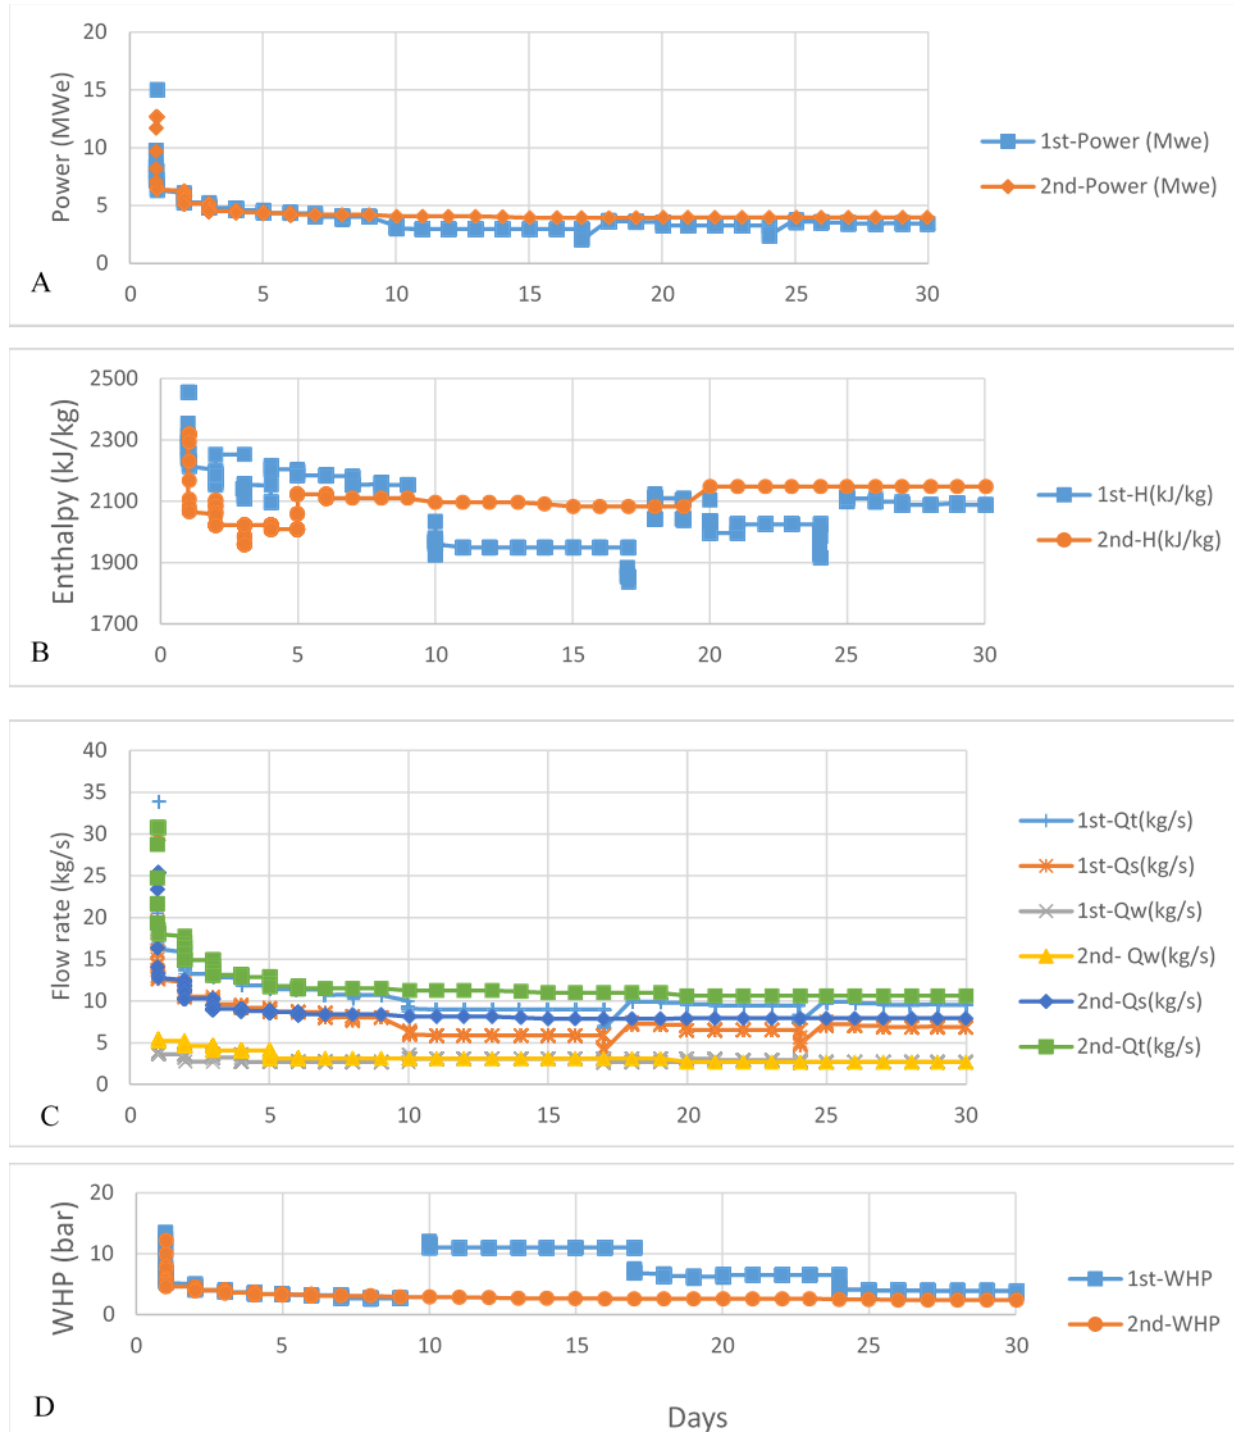 20
15
10
5
0
Power (MWe)
0 5 10 15 20 25 30
1st-Power (Mwe)
2nd-Power (Mwe)
A
2500
2300
2100
1900
1700
Enthalpy (kJ/kg)
0 5 10 15 20 25 30
1st-H(kJ/kg)
2nd-H(kJ/kg)
B
40
35
30
25
20
15
10
5
0
Flow rate (kg/s)
0 5 10 15 20 25 30
1st-Qt(kg/s)
1st-Qs(kg/s)
1st-Qw(kg/s)
2nd- Qw(kg/s)
2nd-Qs(kg/s)
2nd-Qt(kg/s)
C
20
10
0
WHP (bar)
0 5 10 15 20 25 30
1st-WHP
2nd-WHP
D
Days